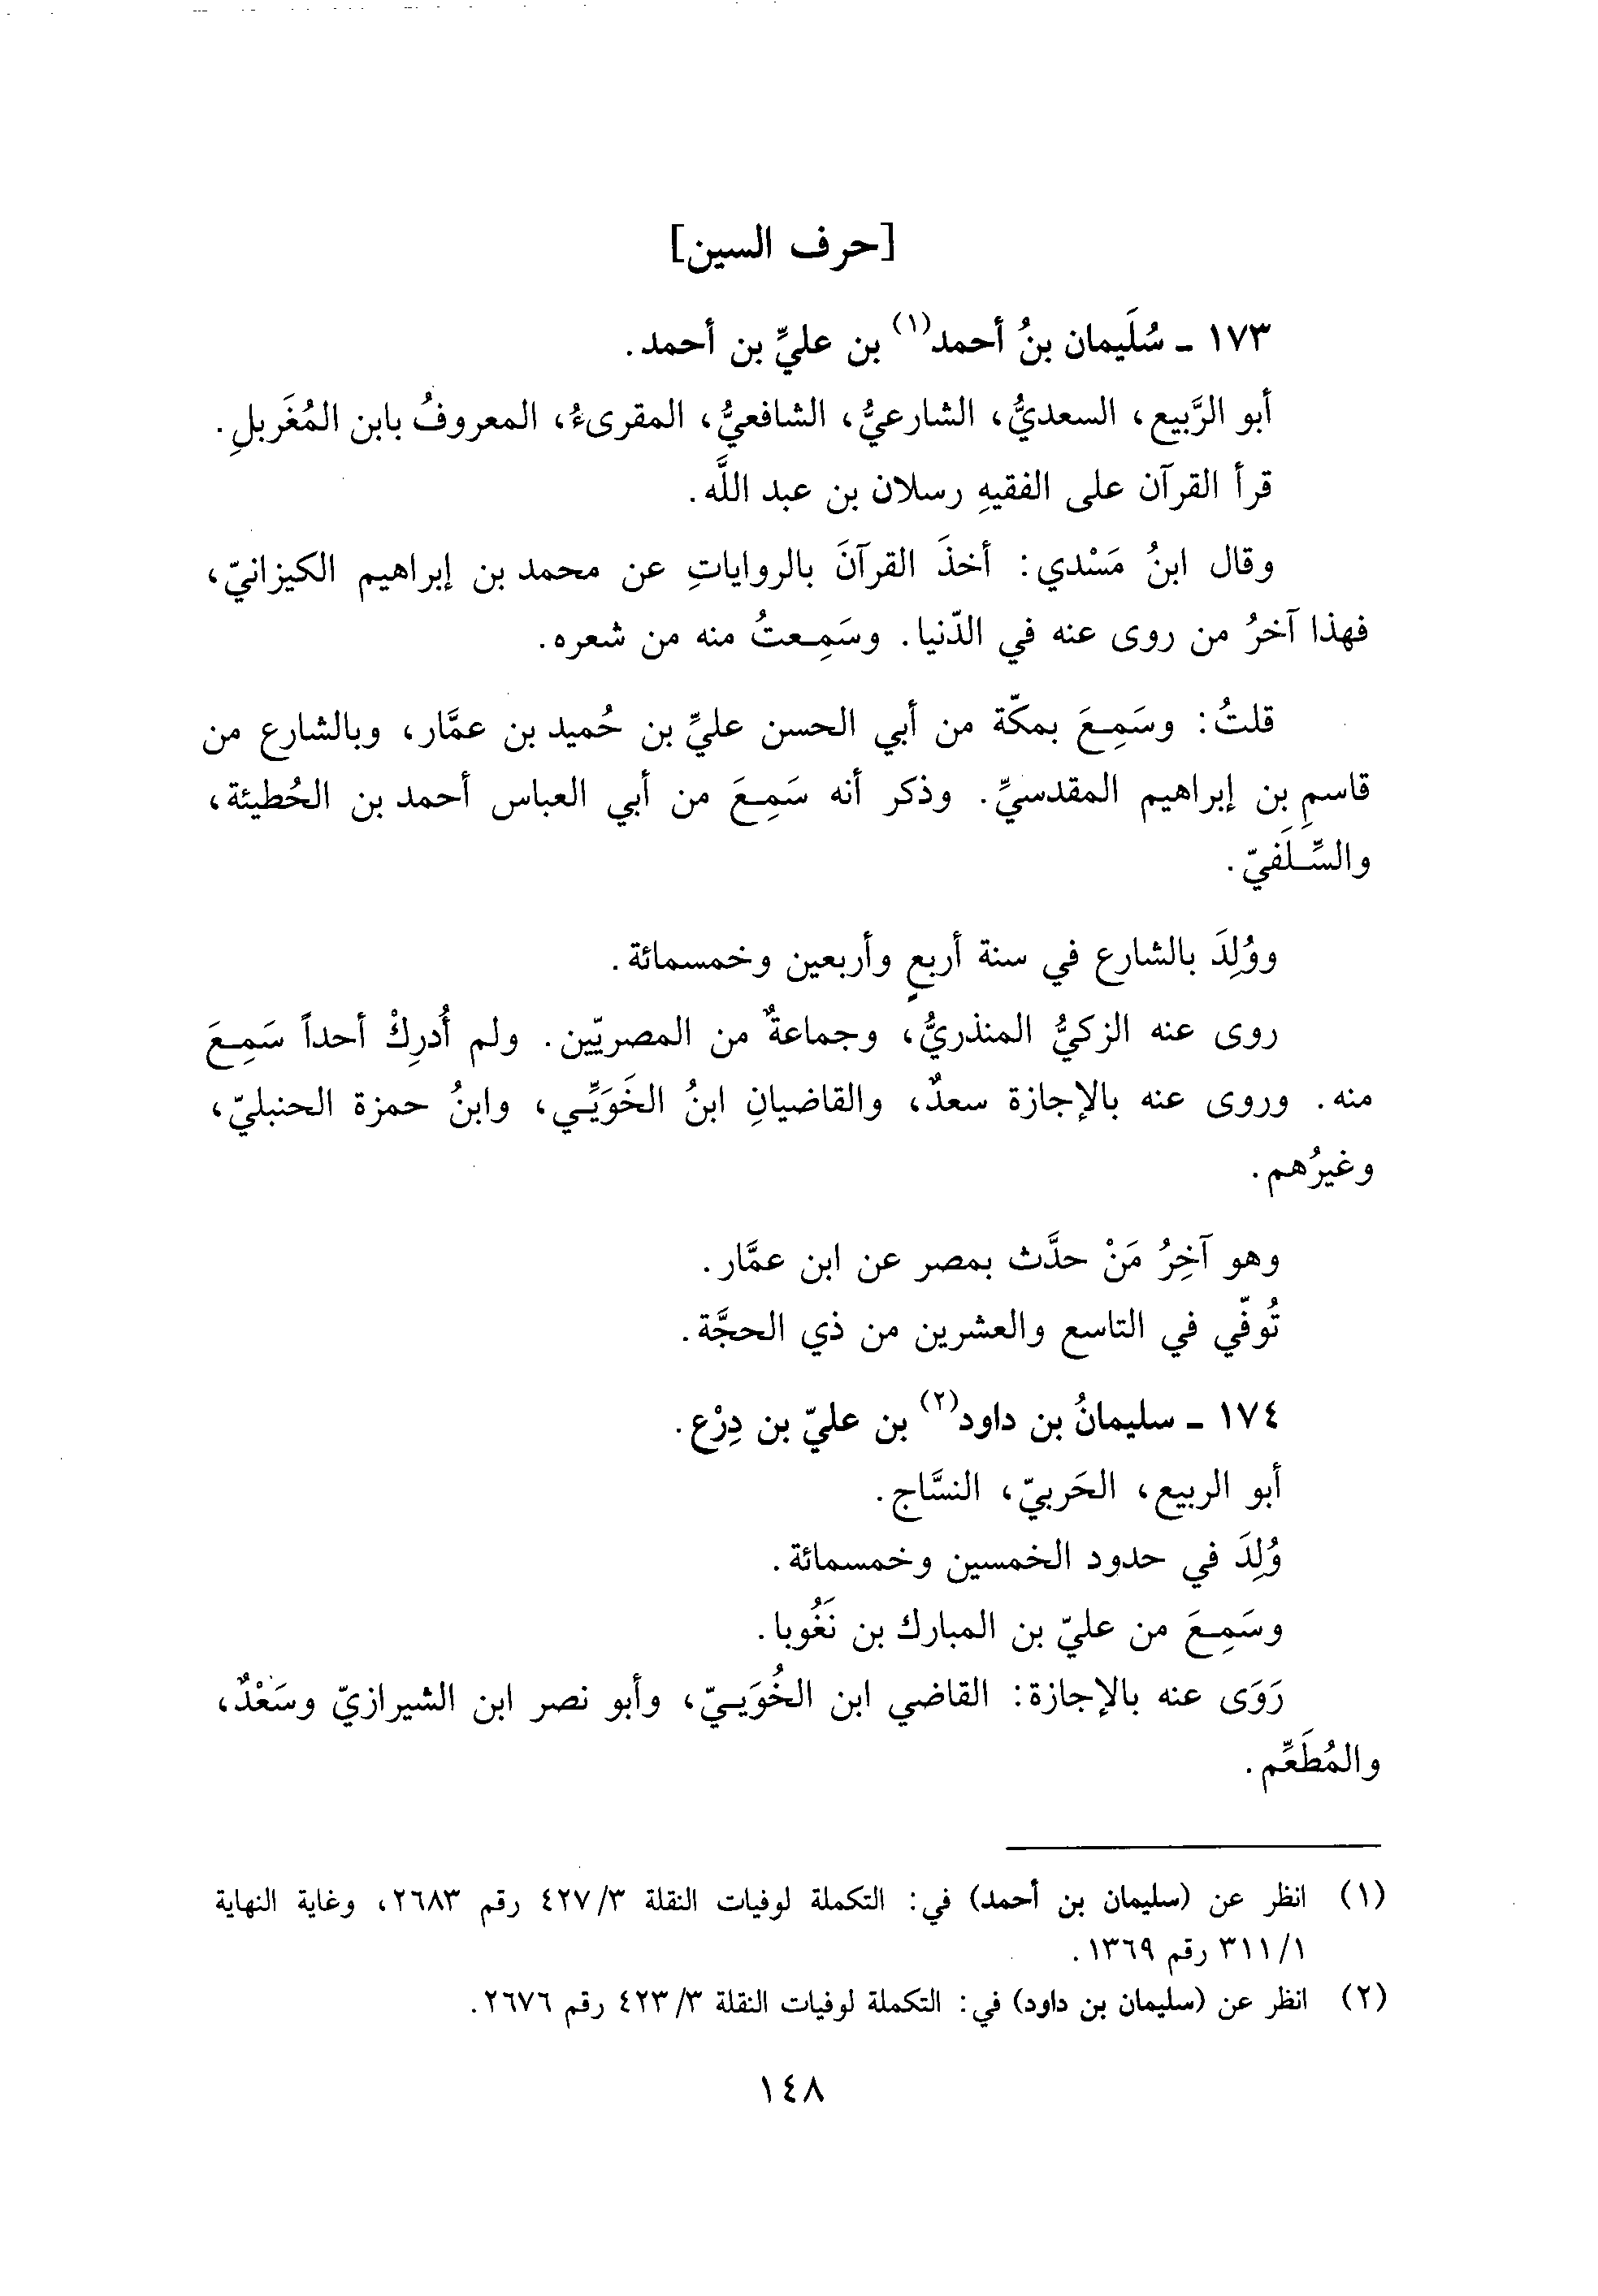 [حرف السين]
١٧٣ ـ سُلَيمان بنُ أحمد(١) بن عليِّ بن أحمد.
أبو الرَّبيع، السعديُّ، الشارعيُّ، الشافعيُّ، المقرىءُ، المعروفُ بابن المُغَربلِ.
قرأ القرآن على الفقيهِ رسلان بن عبد اللَّه.
وقال ابنُ مَسْدي: أخذَ القرآنَ بالرواياتِ عن محمد بن إبراهيم الكيزانيّ،
فهذا آخرُ من روى عنه في الدّنيا. وسَمِعتُ منه من شعره.
قلتُ: وسَمِعَ بمكّة من أبي الحسن عليِّ بن حُميد بن عمَّار، وبالشارع من
قاسمِ بن إبراهيم المقدسيِّ. وذكر أنه سَمِعَ من أبي العباس أحمد بن الحُطيئة،
والسِّلَفيّ.
ووُلِدَ بالشارع في سنة أربعٍ وأربعين وخمسمائة.
روى عنه الزكيُّ المنذريُّ، وجماعةٌ من المصريّين. ولم أُدرِكْ أحداً سَمِعَ
منه. وروى عنه بالإجازة سعدٌ، والقاضيانِ ابنُ الخَوَيِّي، وابنُ حمزة الحنبليّ،
وغيرُهم.
وهو آخِرُ مَنْ حدَّث بمصر عن ابن عمَّار.
تُوفّي في التاسع والعشرين من ذي الحجَّة.
١٧٤ ـ سليمانُ بن داود(٢) بن عليّ بن دِرْع.
أبو الربيع، الحَربيّ، النسَّاج.
وُلِدَ في حدود الخمسين وخمسمائة.
وسَمِعَ من عليّ بن المبارك بن نَغُوبا.
رَوَى عنه بالإجازة: القاضي ابن الخُوَييّ، وأبو نصر ابن الشيرازيّ وسَعْدٌ،
والمُطَعِّم.
(١) انظر عن (سليمان بن أحمد) في: التكملة لوفيات النقلة ٣/ ٤٢٧ رقم ٢٦٨٣، وغاية النهاية
١/ ٣١١ رقم ١٣٦٩.
(٢) انظر عن (سليمان بن داود) في: التكملة لوفيات النقلة ٣/ ٤٢٣ رقم ٢٦٧٦.
١٤٨